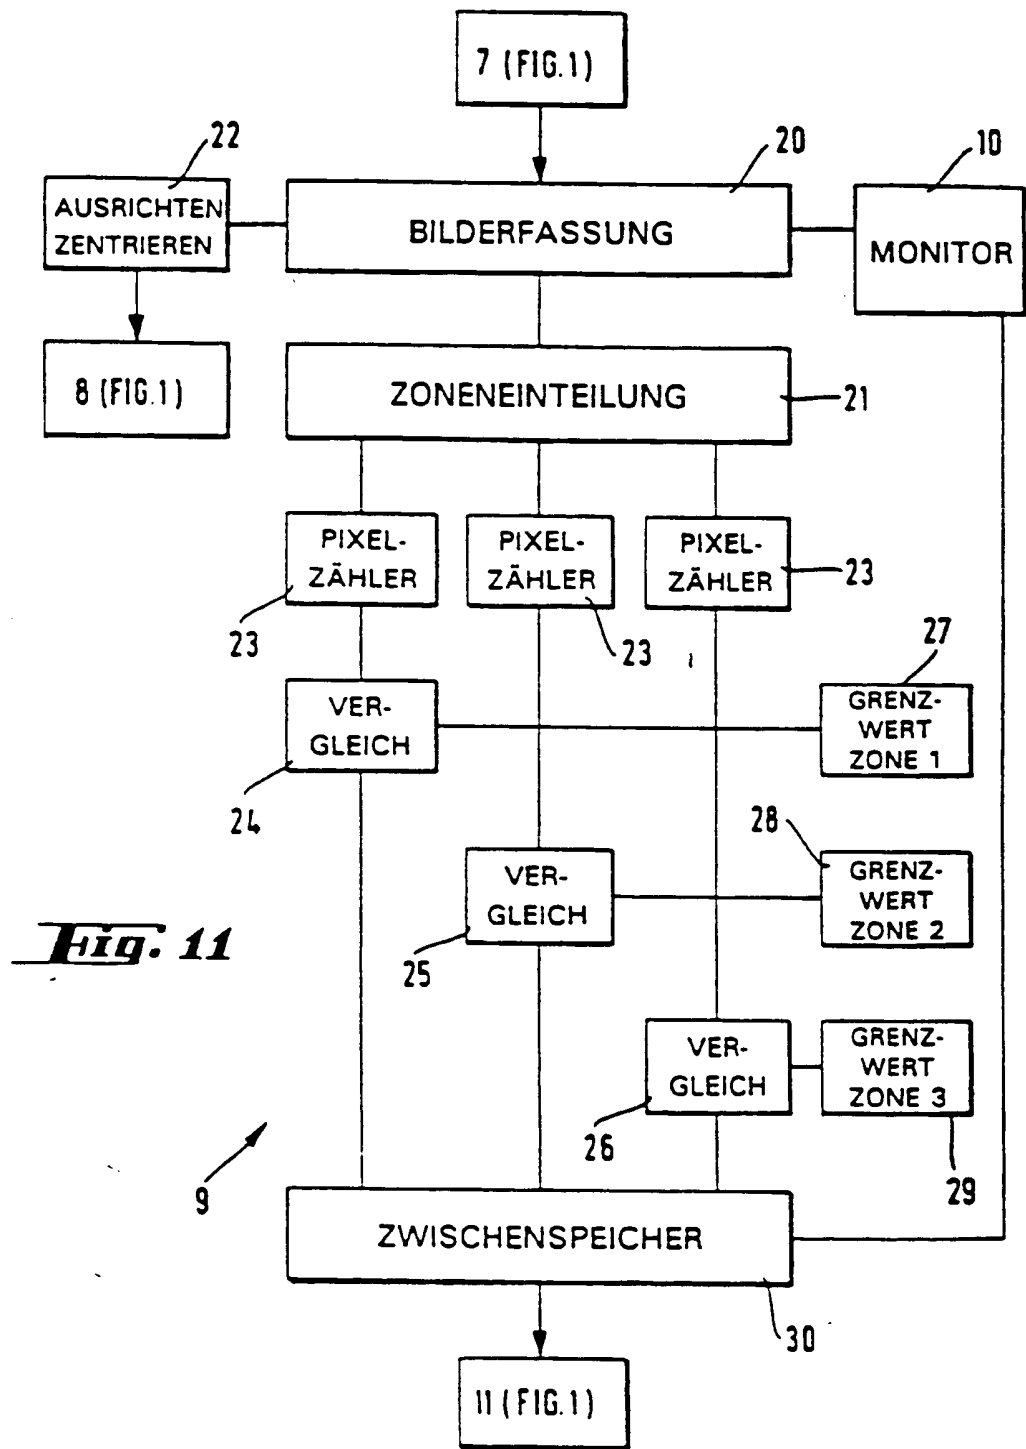 7 (FIG.1)
22
20
10
AUSRICHTEN
ZENTRIEREN
BILDERFASSUNG
MONITOR
8 (FIG.1)
ZONENEINTEILUNG
21
PIXEL-
ZÄHLER
PIXEL-
ZÄHLER
PIXEL-
ZÄHLER
23
23
23
27
VER-
GLEICH
GRENZ-
WERT
ZONE 1
24
28
VER-
GLEICH
GRENZ-
WERT
ZONE 2
25
Fig. 11
VER-
GLEICH
GRENZ-
WERT
ZONE 3
26
29
9
ZWISCHENSPEICHER
30
11 (FIG.1)